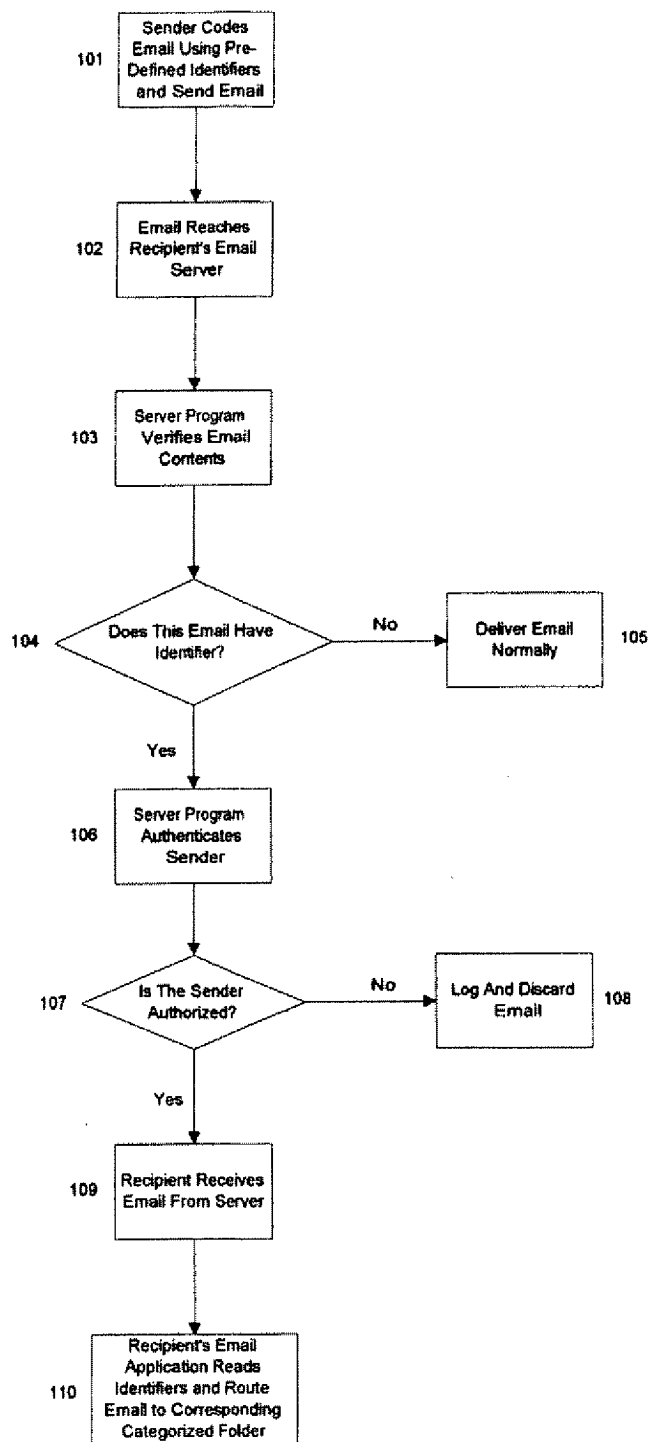 101
Sender Codes
Email Using Pre-
Defined Identifiers
and Send Email
102
Email Reaches
Recipient's Email
Server
103
Server Program
Verifies Email
Contents
104
Does This Email Have
Identifier?
No
Deliver Email
Normally
105
Yes
106
Server Program
Authenticates
Sender
107
Is The Sender
Authorized?
No
Log And Discard
Email
108
Yes
109
Recipient Receives
Email From Server
110
Recipient's Email
Application Reads
Identifiers and Route
Email to Corresponding
Categorized Folder